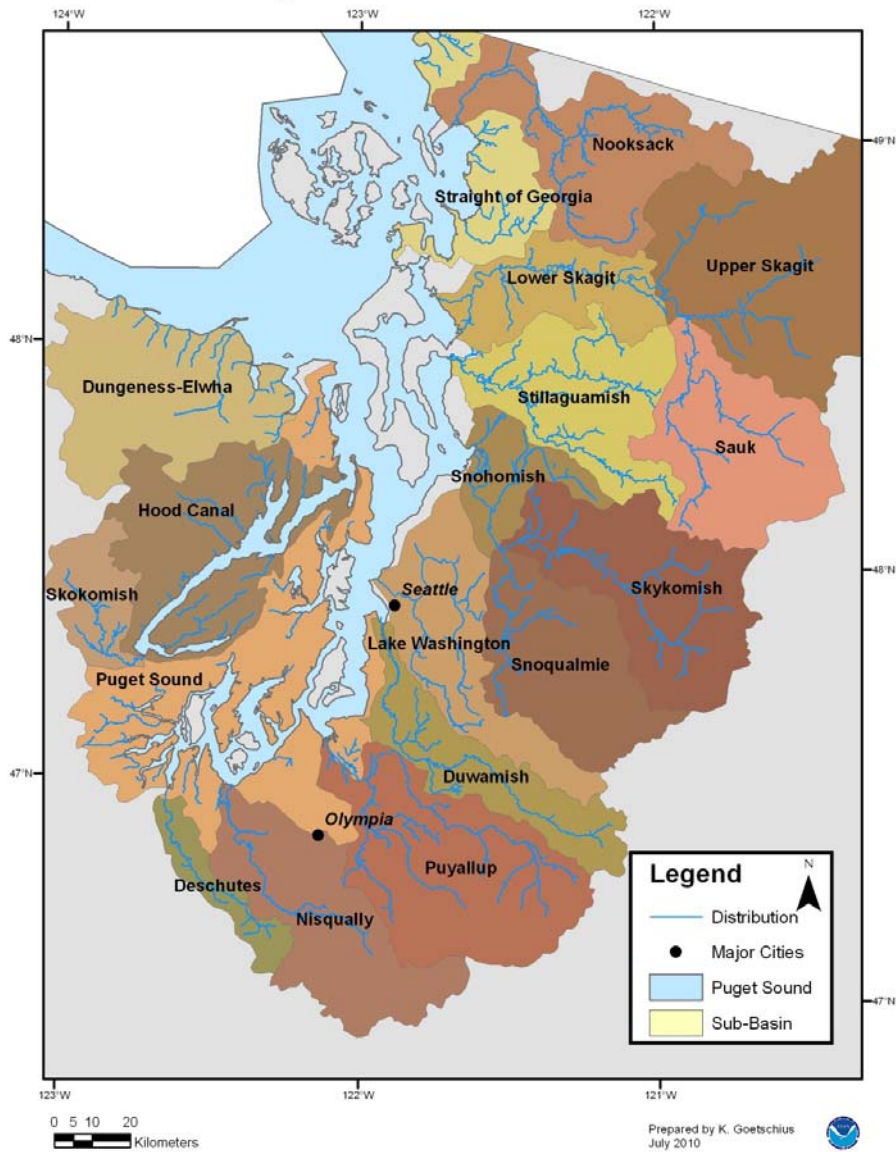 124°W
123°W
122°W
49°N
Nooksack
Straight of Georgia
Upper Skagit
Lower Skagit
48°N
Dungeness-Elwha
Stillaguamish
Sauk
Snohomish
Hood Canal
48°N
Skokomish
Seattle
Skykomish
Lake Washington
Snoqualmie
Puget Sound
47°N
Duwamish
Olympia
Puyallup
Deschutes
Nisqually
Legend
N
Distribution
Major Cities
Puget Sound
Sub-Basin
47°N
123°W
122°W
121°W
0 5 10 20
Kilometers
Prepared by K. Goetschius
July 2010